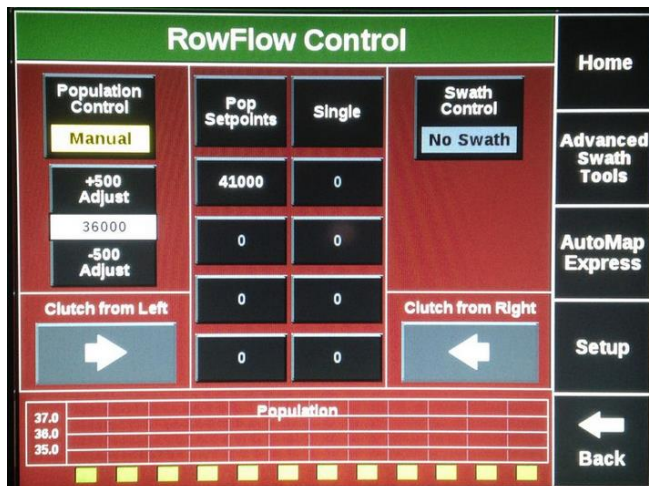 RowFlow Control
Population
Control
Manual
+500
Adjust
36000
-500
Adjust
Pop
Setpoints
Single
41000
0
0
0
0
0
0
0
Swath
Control
No Swath
Clutch from Left
Clutch from Right
Population
37.0
36.0
35.0
Home
Advanced
Swath
Tools
AutoMap
Express
Setup
Back